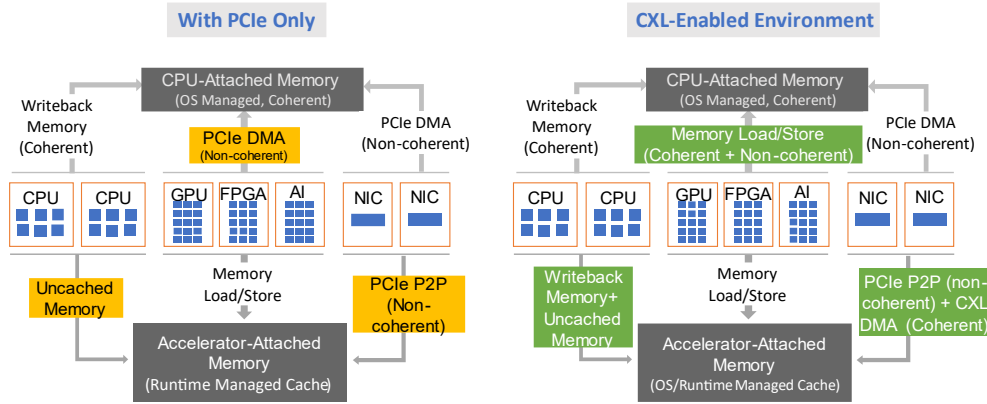 With PCIe Only
CPU-Attached Memory
(OS Managed, Coherent)
Writeback
Memory
(Coherent)
PCIe DMA
(Non-coherent)
PCIe DMA
(Non-coherent)
CPU
CPU
GPU
FPGA
AI
NIC
NIC
Uncached
Memory
Memory
Load/Store
PCIe P2P
(Non-
coherent)
Accelerator-Attached
Memory
(Runtime Managed Cache)
CXL-Enabled Environment
CPU-Attached Memory
(OS Managed, Coherent)
Writeback
Memory
(Coherent)
Memory Load/Store
(Coherent + Non-coherent)
PCIe DMA
(Non-coherent)
CPU
CPU
GPU
FPGA
AI
NIC
NIC
Writeback
Memory+
Uncached
Memory
Memory
Load/Store
PCIe P2P (non-
coherent) + CXL
DMA (Coherent)
Accelerator-Attached
Memory
(OS/Runtime Managed Cache)